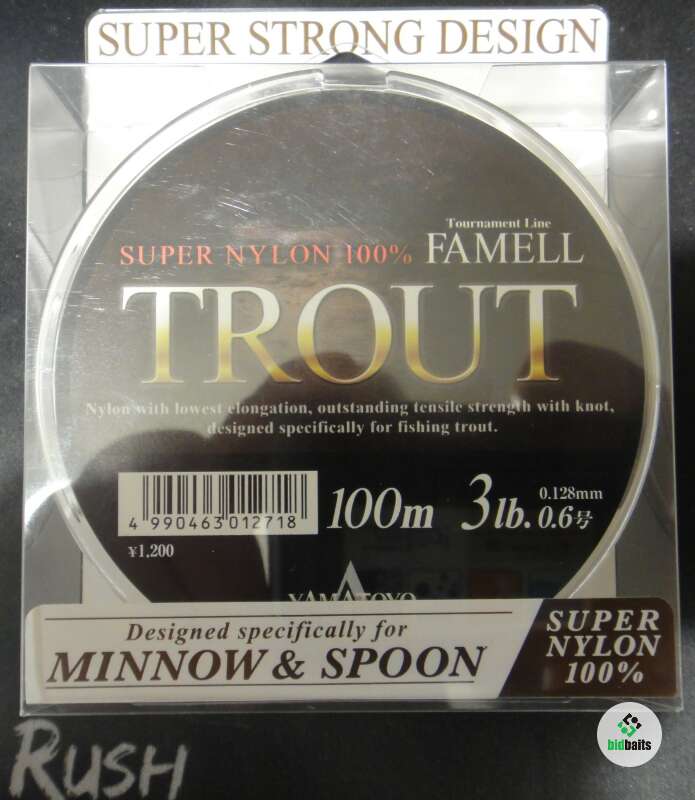 SUPER STRONG DESIGN
Tournament Line
SUPER NYLON 100% FAMELL
TROUT
Nylon with lowest elongation, outstanding tensile strength with knot,
designed specifically for fishing trout.
4 990463 012718
100m 3lb. 0.128mm
0.6号
¥1,200
YAMATOYO
Designed specifically for
MINNOW & SPOON
SUPER
NYLON
100%
RUSH
bidbaits